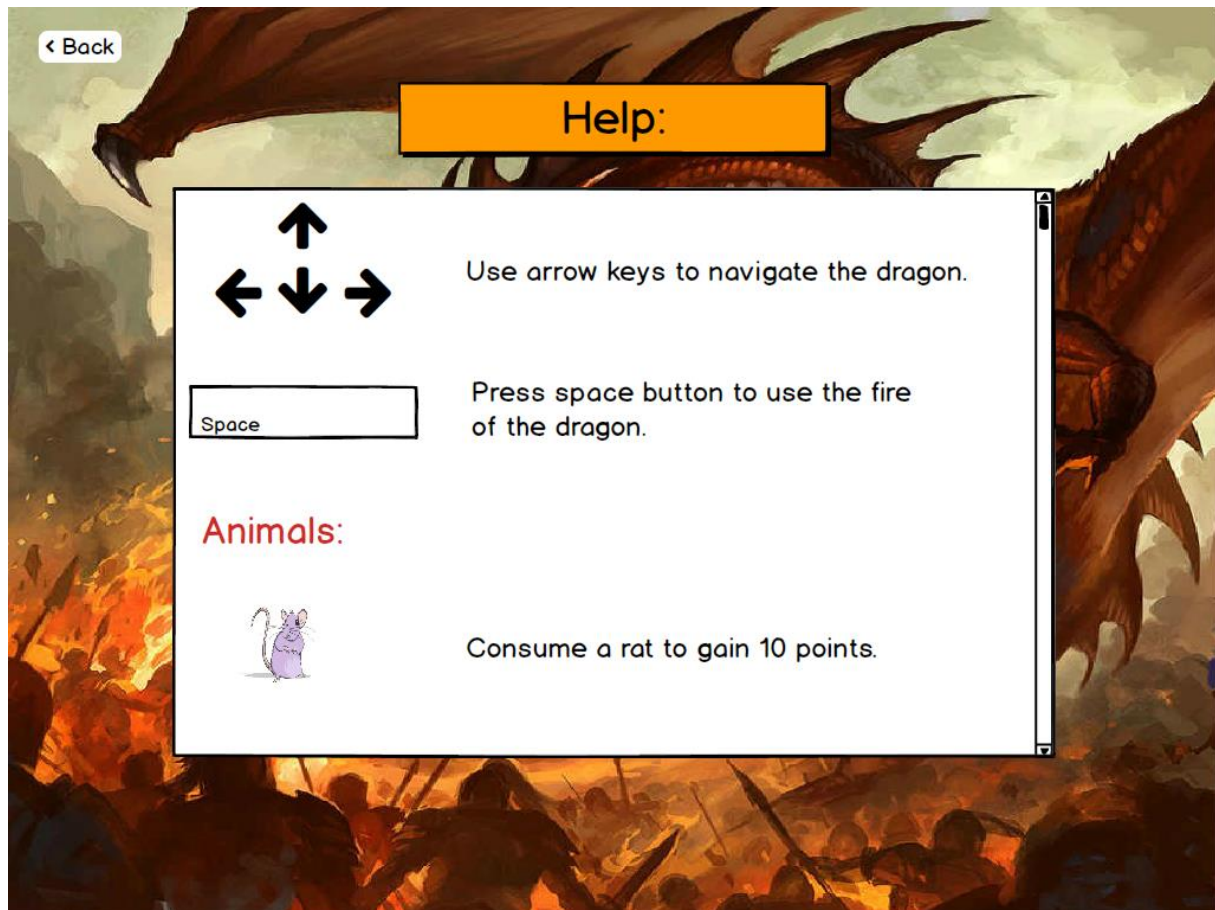 < Back
Help:
Use arrow keys to navigate the dragon.
Press space button to use the fire
of the dragon.
Space
Animals:
Consume a rat to gain 10 points.